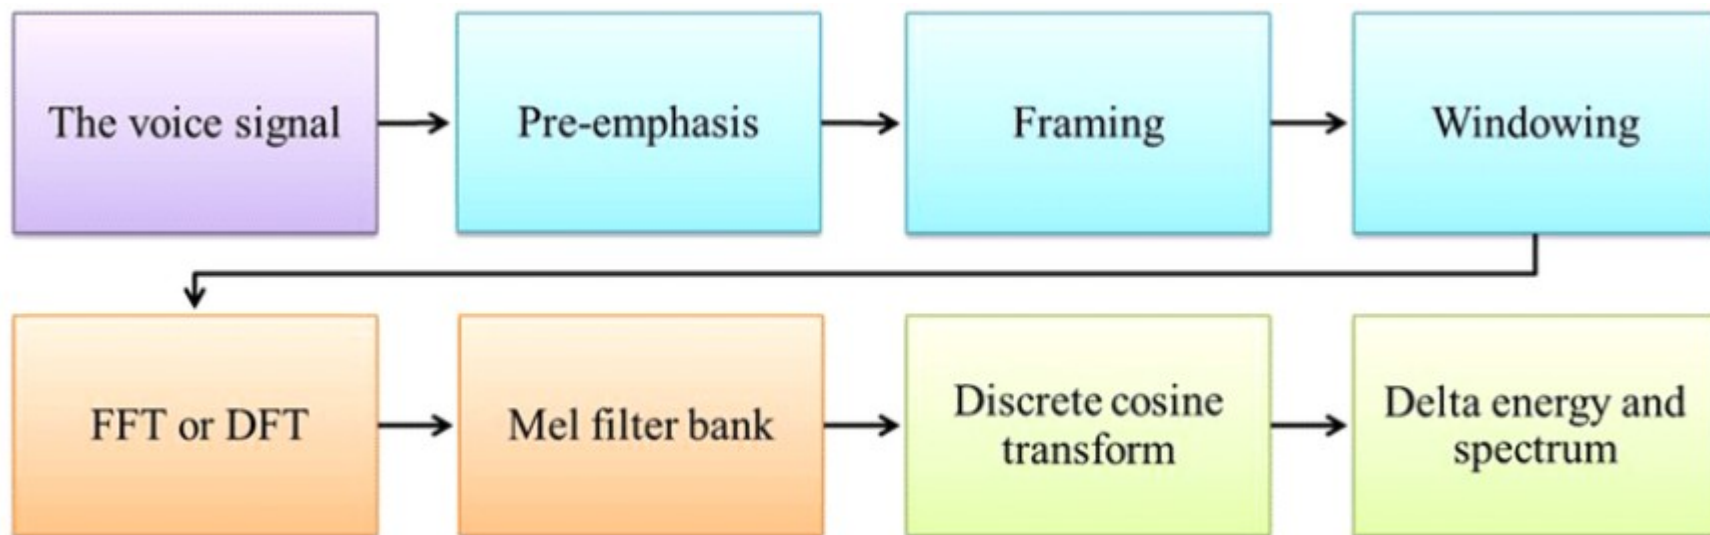 The voice signal
Pre-emphasis
Framing
Windowing
FFT or DFT
Mel filter bank
Discrete cosine
transform
Delta energy and
spectrum